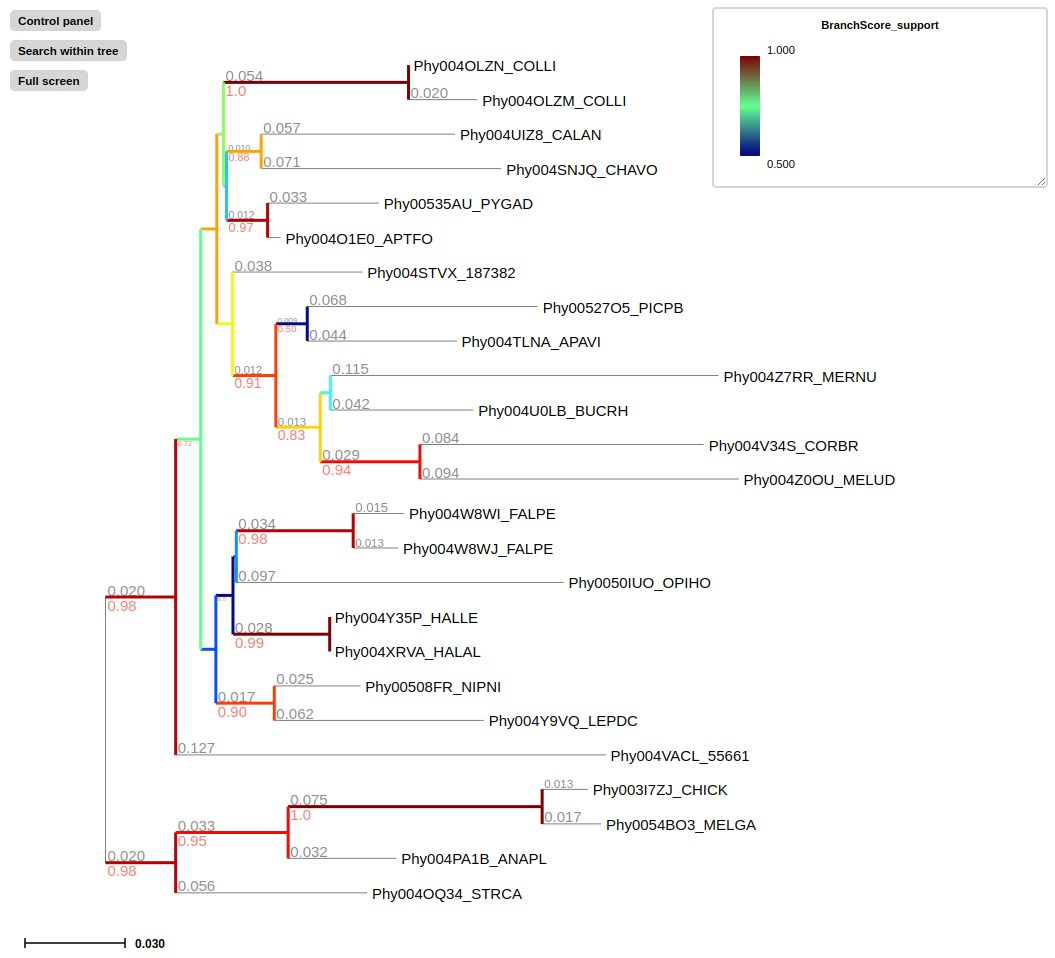 Control panel
Search within tree
Full screen
BranchScore_support
1.000
0.500
0.054
1.0
Phy004OLZN_COLLI
0.020
Phy004OLZM_COLLI
0.057
Phy004UIZ8_CALAN
0.010
0.88
0.071
Phy004SNJQ_CHAVO
0.033
Phy00535AU_PYGAD
0.012
0.97
Phy004O1E0_APTFO
0.038
Phy004STVX_187382
0.068
Phy00527O5_PICPB
0.009
0.50
0.044
Phy004TLNA_APAVI
0.012
0.91
0.115
Phy004Z7RR_MERNU
0.042
Phy004U0LB_BUCRH
0.013
0.83
0.084
Phy004V34S_CORBR
0.029
0.94
0.094
Phy004Z0OU_MELUD
0.72
0.015
Phy004W8WI_FALPE
0.034
0.98
0.013
Phy004W8WJ_FALPE
0.097
Phy0050IUO_OPIHO
0.020
0.98
Phy004Y35P_HALLE
0.028
0.99
Phy004XRVA_HALAL
0.025
Phy00508FR_NIPNI
0.017
0.90
0.062
Phy004Y9VQ_LEPDC
0.127
Phy004VACL_55661
0.013
Phy003I7ZJ_CHICK
0.075
1.0
0.017
Phy0054BO3_MELGA
0.033
0.95
0.032
Phy004PA1B_ANAPL
0.020
0.98
0.056
Phy004OQ34_STRCA
0.030